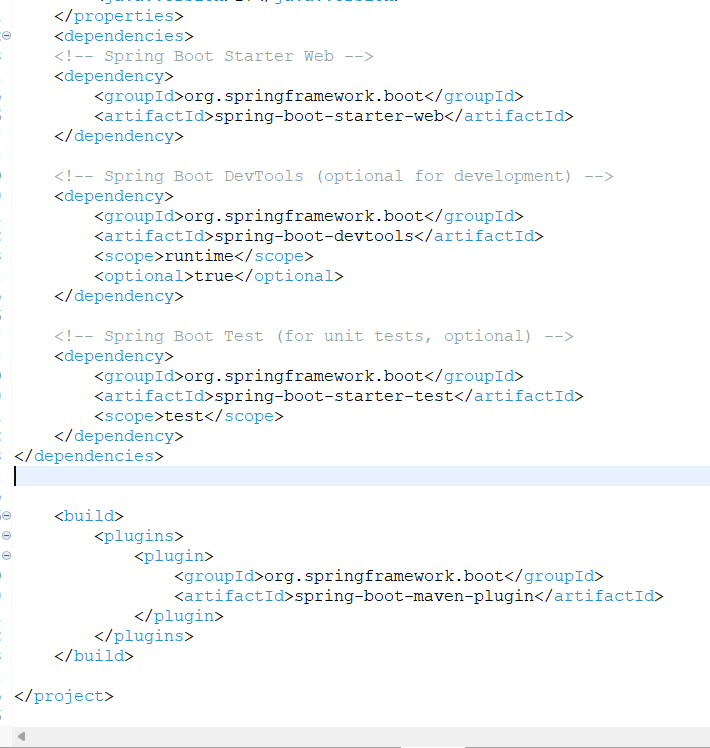 </properties>
<dependencies>
<!-- Spring Boot Starter Web -->
<dependency>
<groupId>org.springframework.boot</groupId>
<artifactId>spring-boot-starter-web</artifactId>
</dependency>
<!-- Spring Boot DevTools (optional for development) -->
<dependency>
<groupId>org.springframework.boot</groupId>
<artifactId>spring-boot-devtools</artifactId>
<scope>runtime</scope>
<optional>true</optional>
</dependency>
<!-- Spring Boot Test (for unit tests, optional) -->
<dependency>
<groupId>org.springframework.boot</groupId>
<artifactId>spring-boot-starter-test</artifactId>
<scope>test</scope>
</dependency>
</dependencies>
<build>
<plugins>
<plugin>
<groupId>org.springframework.boot</groupId>
<artifactId>spring-boot-maven-plugin</artifactId>
</plugin>
</plugins>
</build>
</project>